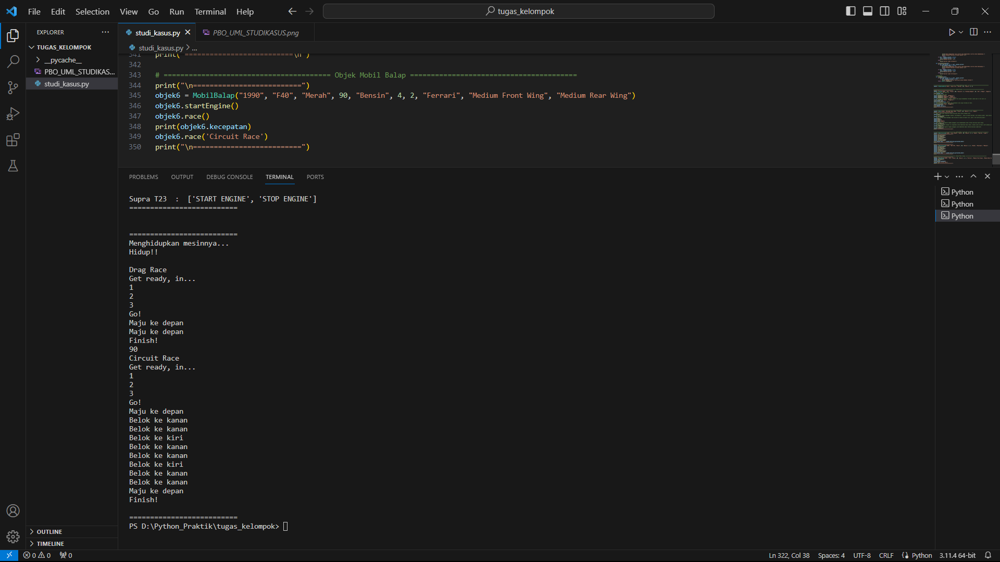 File Edit Selection View Go Run Terminal Help
tugas_kelompok
EXPLORER
TUGAS_KELOMPOK
__pycache__
PBO_UML_STUDIKAS...
studi_kasus.py
OUTLINE
TIMELINE
studi_kasus.py
PBO_UML_STUDIKASUS.png
studi_kasus.py > ...
341 print("==========================\n")
342
343 # ======================================== Objek Mobil Balap ========================================
344 print("\n==========================")
345 objek6 = MobilBalap("1990", "F40", "Merah", 90, "Bensin", 4, 2, "Ferrari", "Medium Front Wing", "Medium Rear Wing")
346 objek6.startEngine()
347 objek6.race()
348 print(objek6.kecepatan)
349 objek6.race('Circuit Race')
350 print("\n==========================")
PROBLEMS OUTPUT DEBUG CONSOLE TERMINAL PORTS
Supra T23  :  ['START ENGINE', 'STOP ENGINE']
==========================
==========================
Menghidupkan mesinnya...
Hidup!!
Drag Race
Get ready, in...
1
2
3
Go!
Maju ke depan
Maju ke depan
Finish!
90
Circuit Race
Get ready, in...
1
2
3
Go!
Maju ke depan
Belok ke kanan
Belok ke kanan
Belok ke kiri
Belok ke kanan
Belok ke kanan
Belok ke kiri
Belok ke kanan
Belok ke kanan
Maju ke depan
Finish!
==========================
PS D:\Python_Praktik\tugas_kelompok>
Python
Python
Python
0 0 0
Ln 322, Col 38 Spaces: 4 UTF-8 CRLF Python 3.11.4 64-bit